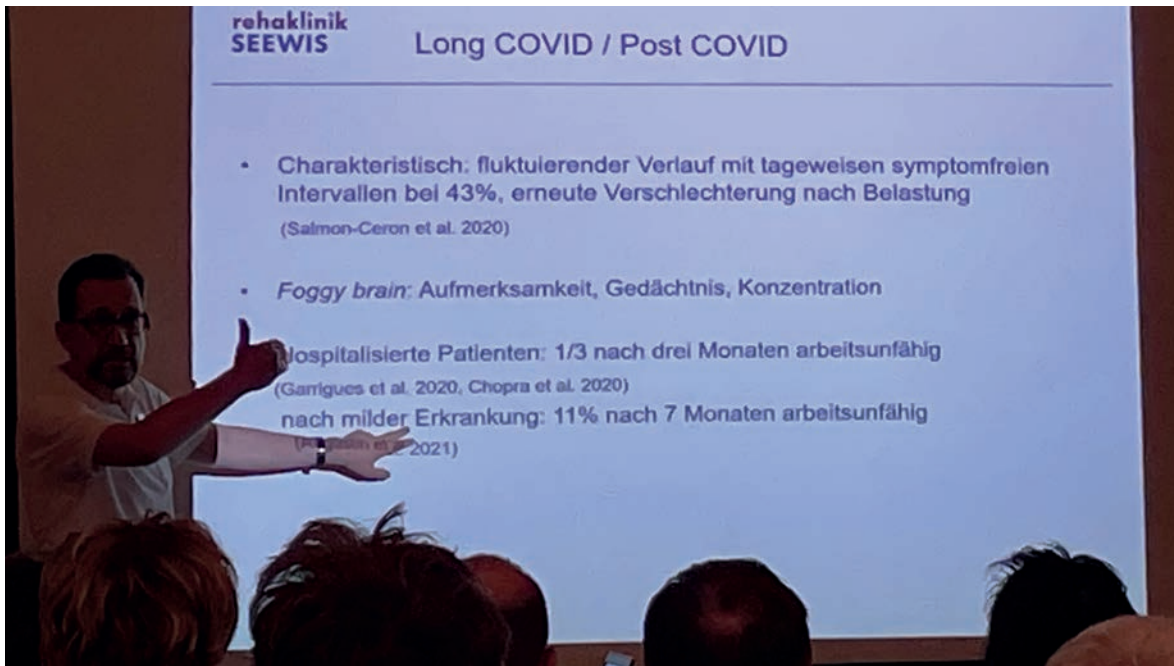 rehaklinik
SEEWIS
Long COVID / Post COVID
• Charakteristisch: fluktuierender Verlauf mit tageweisen symptomfreien
Intervallen bei 43%, erneute Verschlechterung nach Belastung
(Salmon-Ceron et al. 2020)
• Foggy brain: Aufmerksamkeit, Gedächtnis, Konzentration
Hospitalisierte Patienten: 1/3 nach drei Monaten arbeitsunfähig
(Garrigues et al. 2020, Chopra et al. 2020)
nach milder Erkrankung: 11% nach 7 Monaten arbeitsunfähig
2021)